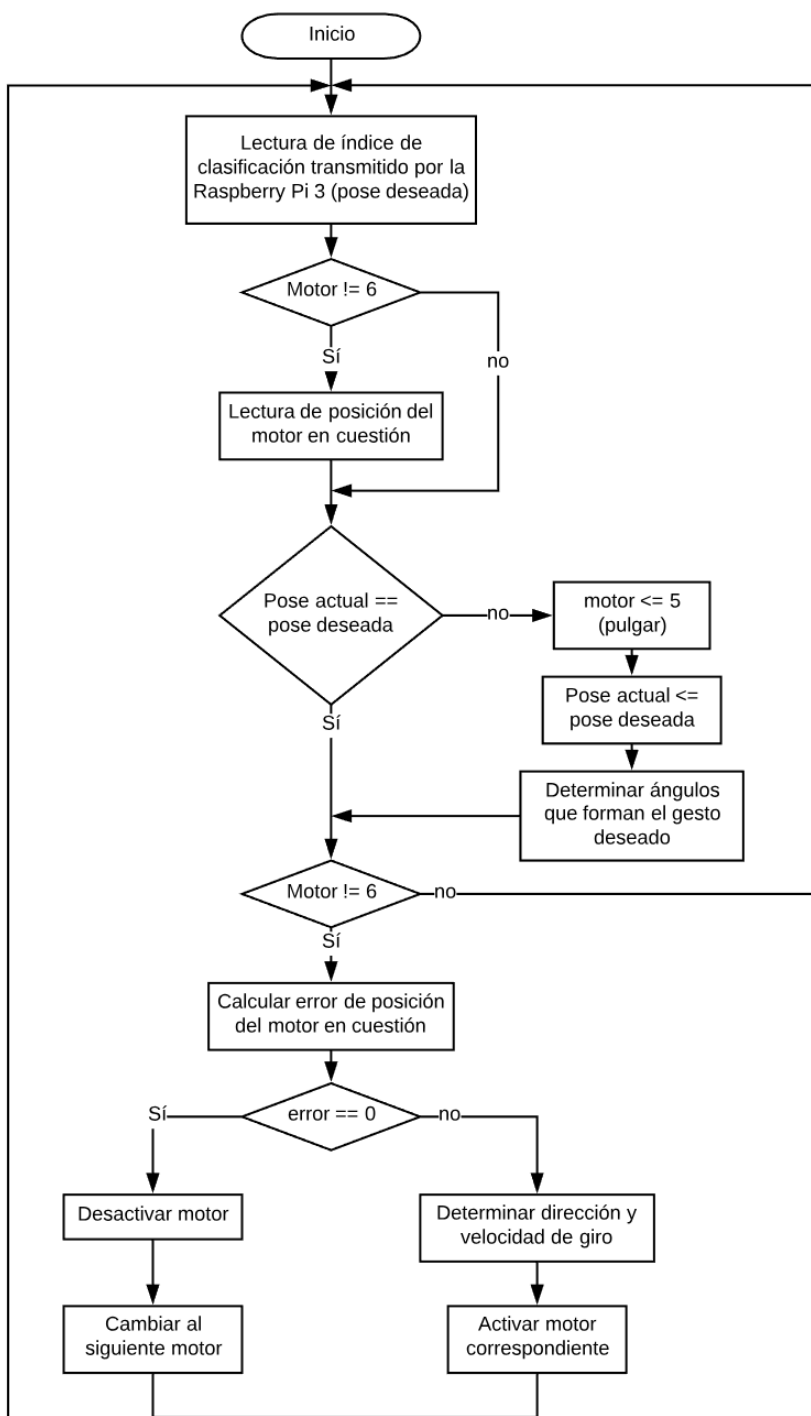 Inicio
Lectura de índice de
clasificación transmitido por la
Raspberry Pi 3 (pose deseada)
Motor != 6
Sí
no
Lectura de posición del
motor en cuestión
Pose actual ==
pose deseada
no
motor <= 5
(pulgar)
Pose actual <=
pose deseada
Sí
Determinar ángulos
que forman el gesto
deseado
Motor != 6
no
Sí
Calcular error de posición
del motor en cuestión
error == 0
Sí
no
Desactivar motor
Determinar dirección y
velocidad de giro
Cambiar al
siguiente motor
Activar motor
correspondiente